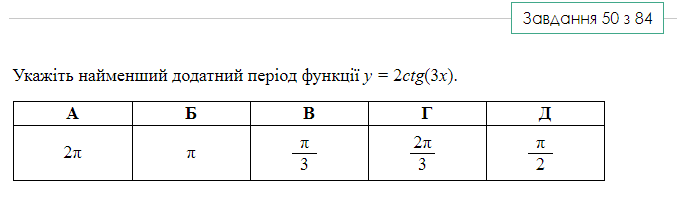 Завдання 50 з 84
Укажіть найменший додатний період функції y = 2ctg(3x).
А Б В Г Д
2π π π/3 2π/3 π/2